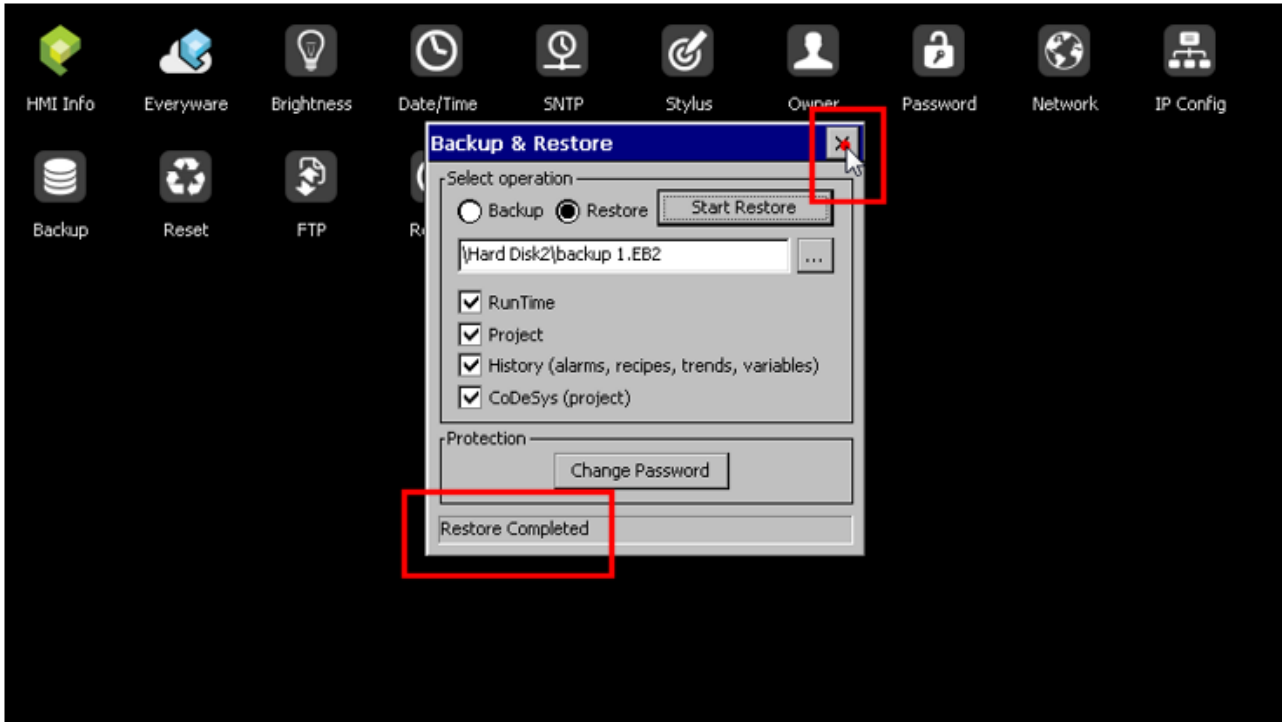 HMI Info Everyware Brightness Date/Time SNTP Stylus Owner Password Network IP Config
Backup & Restore
Select operation
Backup Restore Start Restore
Backup Reset FTP
\Hard Disk2\backup 1.EB2 ...
RunTime
Project
History (alarms, recipes, trends, variables)
CoDeSys (project)
Protection
Change Password
Restore Completed